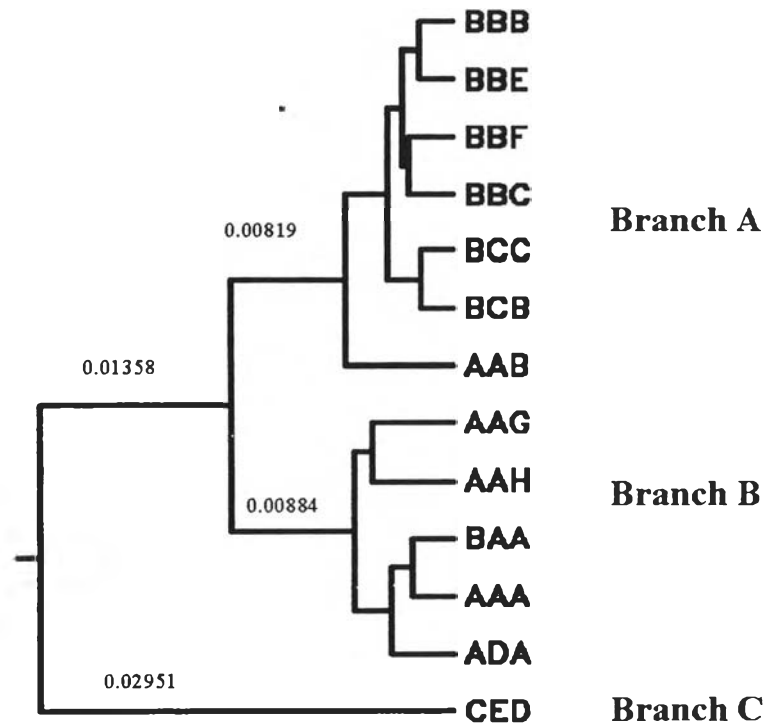 BBB
BBE
BBF
BBC
Branch A
0.00819
BCC
BCB
AAB
0.01358
AAG
AAH
Branch B
0.00884
BAA
AAA
ADA
0.02951
CED
Branch C